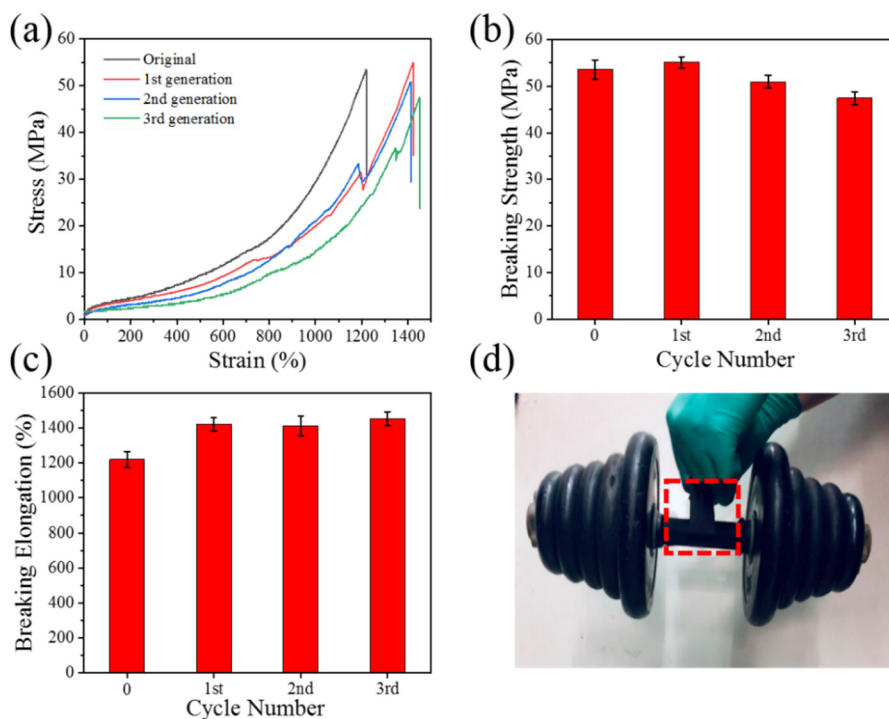 (a)
60
50
40
30
20
10
0
Stress (MPa)
Original
1st generation
2nd generation
3rd generation
0 200 400 600 800 1000 1200 1400
Strain (%)
(b)
60
50
40
30
20
10
0
Breaking Strength (MPa)
0 1st 2nd 3rd
Cycle Number
(c)
1600
1400
1200
1000
800
600
400
200
0
Breaking Elongation (%)
0 1st 2nd 3rd
Cycle Number
(d)